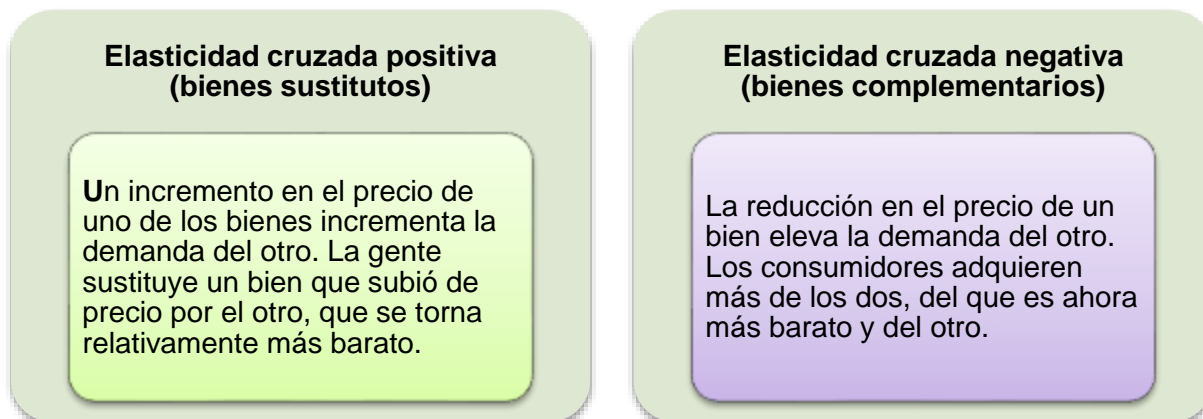 Elasticidad cruzada positiva
(bienes sustitutos)
Un incremento en el precio de
uno de los bienes incrementa la
demanda del otro. La gente
sustituye un bien que subió de
precio por el otro, que se torna
relativamente más barato.
Elasticidad cruzada negativa
(bienes complementarios)
La reducción en el precio de un
bien eleva la demanda del otro.
Los consumidores adquieren
más de los dos, del que es ahora
más barato y del otro.